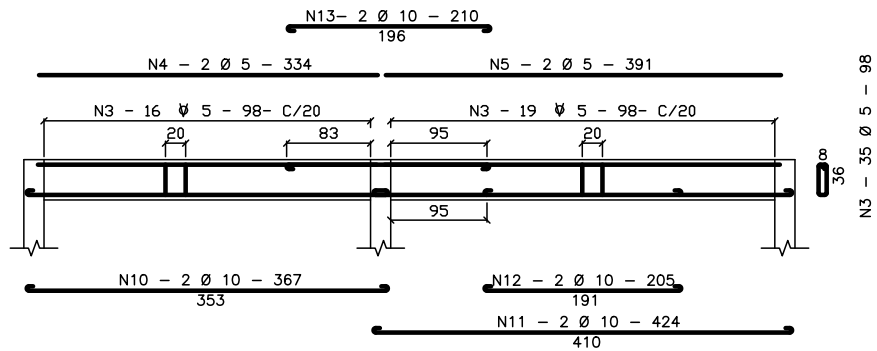 N13- 2 Ø 10 - 210
196
N4 - 2 Ø 5 - 334
N5 - 2 Ø 5 - 391
N3 - 16 Ø 5 - 98- C/20
N3 - 19 Ø 5 - 98- C/20
20
83
95
20
8
36
N3 - 35 Ø 5 - 98
95
N10 - 2 Ø 10 - 367
353
N12 - 2 Ø 10 - 205
191
N11 - 2 Ø 10 - 424
410